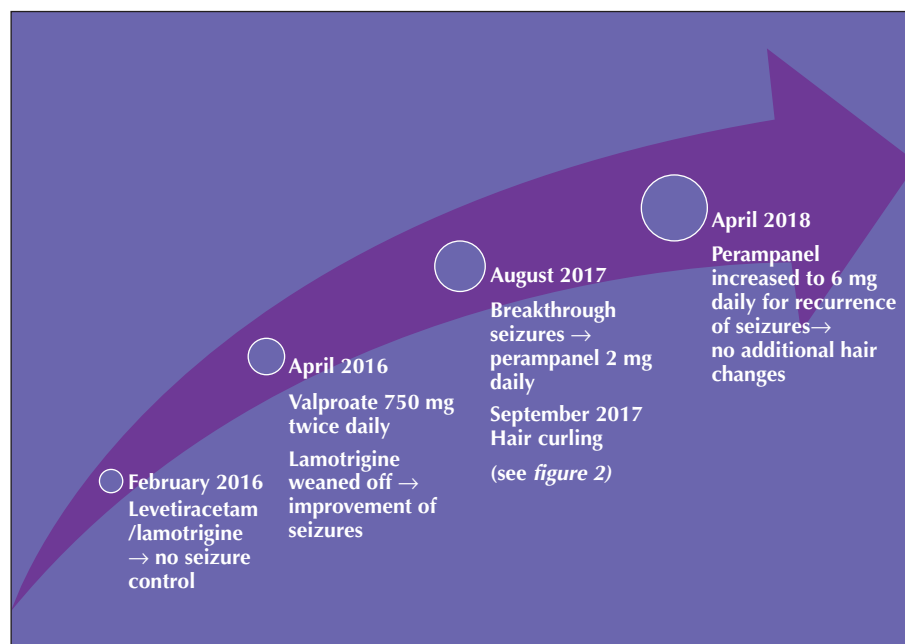 February 2016
Levetiracetam
/lamotrigine
→ no seizure
control
April 2016
Valproate 750 mg
twice daily
Lamotrigine
weaned off →
improvement of
seizures
August 2017
Breakthrough
seizures →
perampanel 2 mg
daily
September 2017
Hair curling
(see figure 2)
April 2018
Perampanel
increased to 6 mg
daily for recurrence
of seizures→
no additional hair
changes